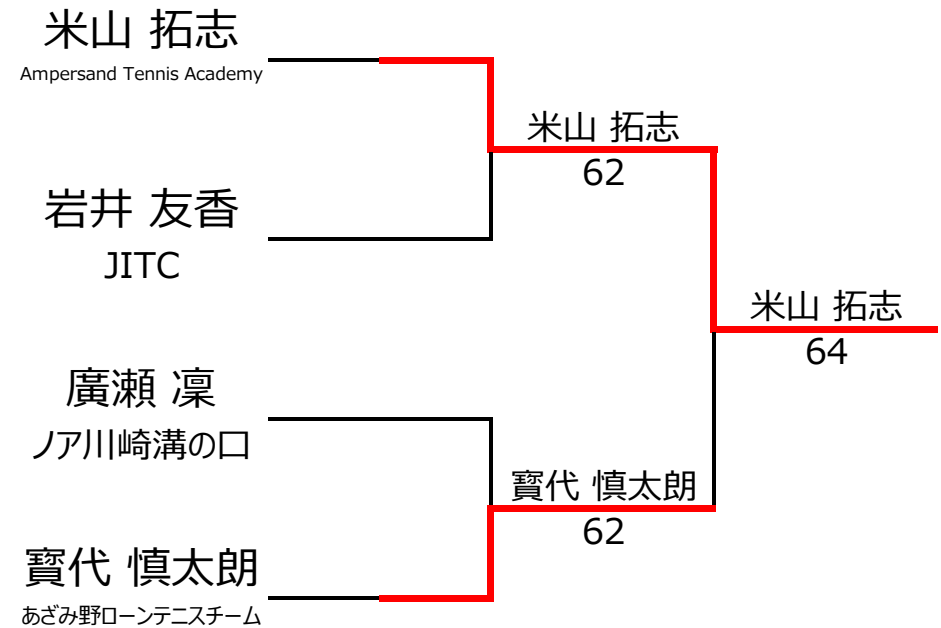 米山 拓志
Ampersand Tennis Academy
岩井 友香
JITC
廣瀬 凜
ノア川崎溝の口
寳代 慎太朗
あざみ野ローンテニスチーム
米山 拓志
62
寳代 慎太朗
62
米山 拓志
64